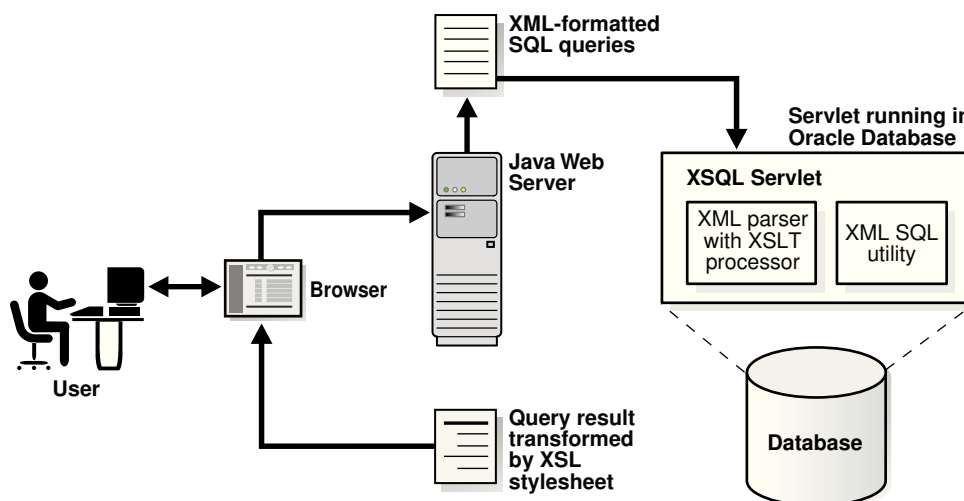 XML-formatted
SQL queries
Servlet running in
Oracle Database
Java Web
Server
XSQL Servlet
XML parser
with XSLT
processor
XML SQL
utility
Browser
User
Query result
transformed
by XSL
stylesheet
Database